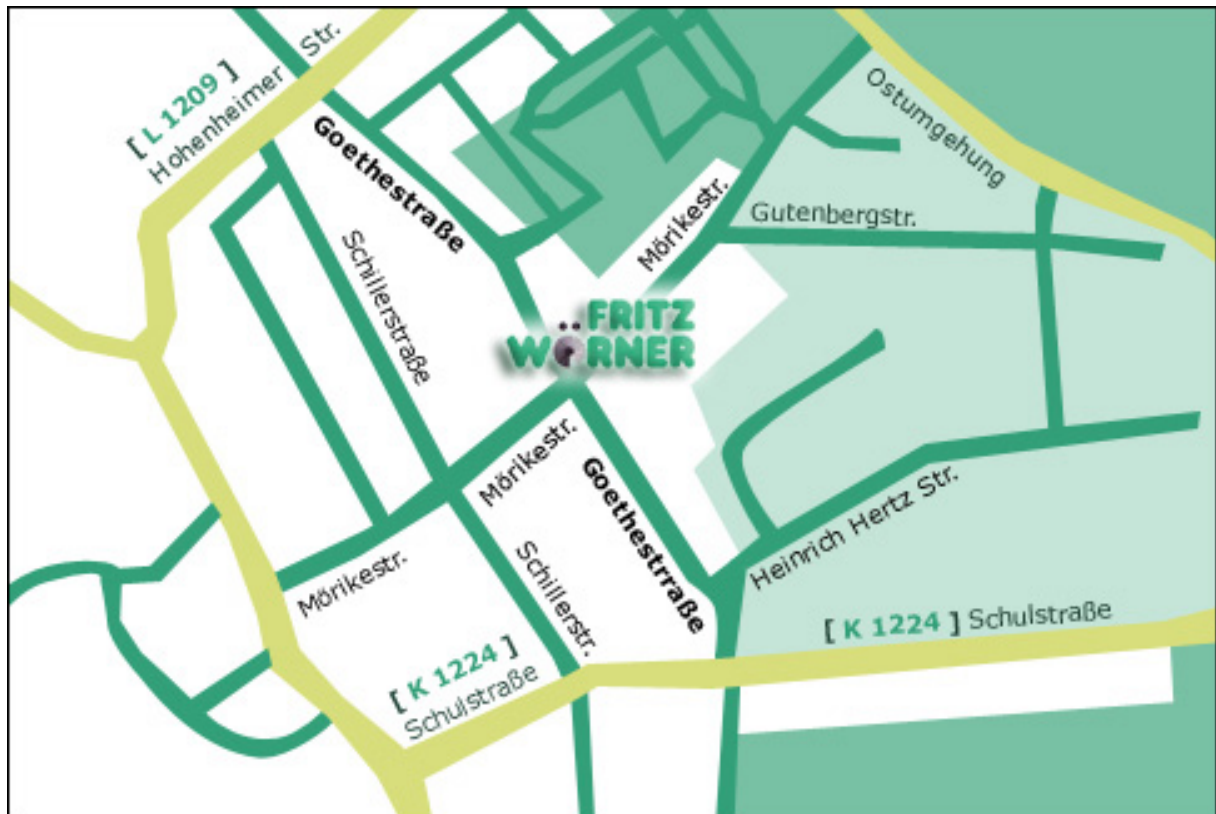 [ L 1209 ]
Hohenheimer Str.
Goethestraße
Schillerstraße
Mörikestr.
Ostumgehung
Gutenbergstr.
FRITZ
WÖRNER
Mörikestr.
Goethestrraße
Heinrich Hertz Str.
Mörikestr.
Schillerstr.
[ K 1224 ] Schulstraße
[ K 1224 ]
Schulstraße